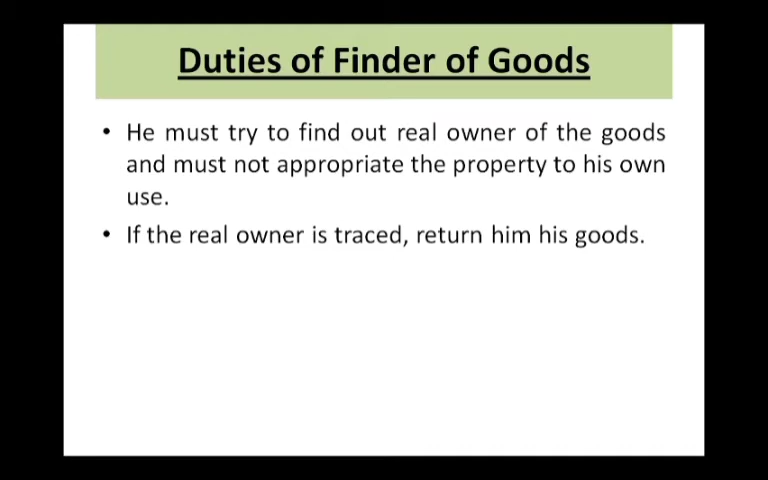 Duties of Finder of Goods
• He must try to find out real owner of the goods
and must not appropriate the property to his own
use.
• If the real owner is traced, return him his goods.